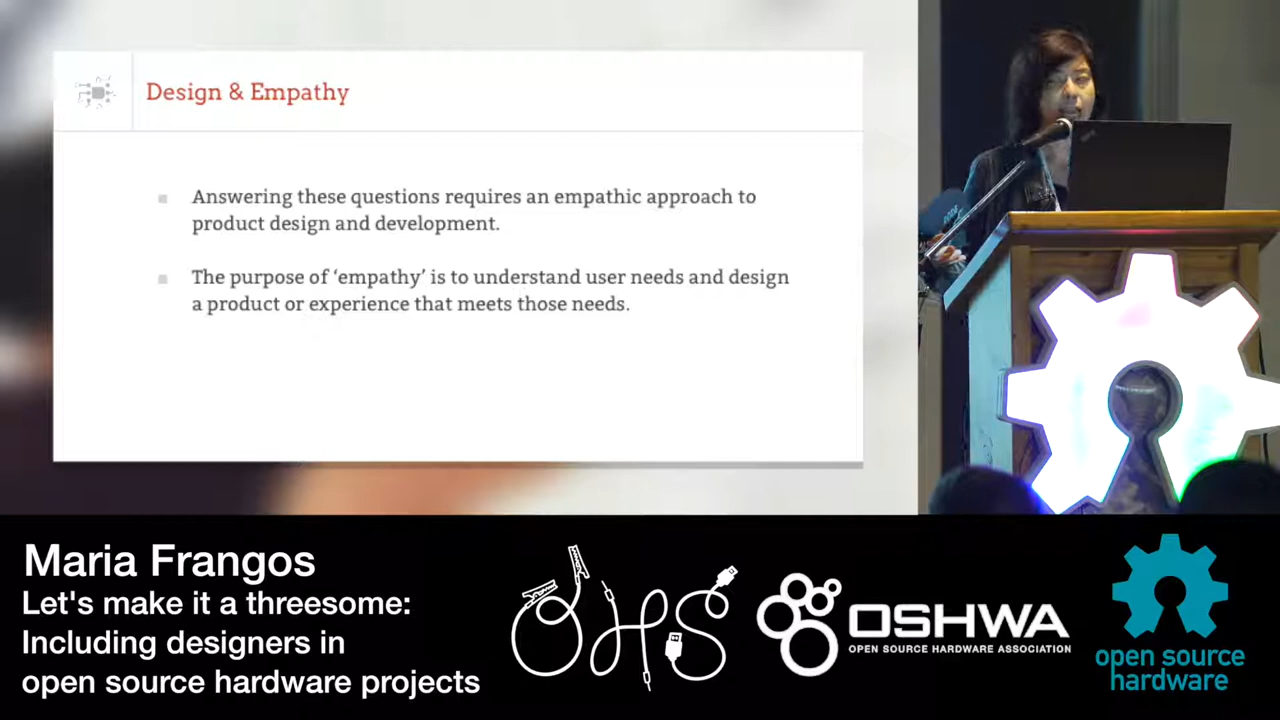 Design & Empathy
Answering these questions requires an empathic approach to
product design and development.
The purpose of ‘empathy’ is to understand user needs and design
a product or experience that meets those needs.
Maria Frangos
Let's make it a threesome:
Including designers in
open source hardware projects
OHS
OSHWA
OPEN SOURCE HARDWARE ASSOCIATION
open source
hardware